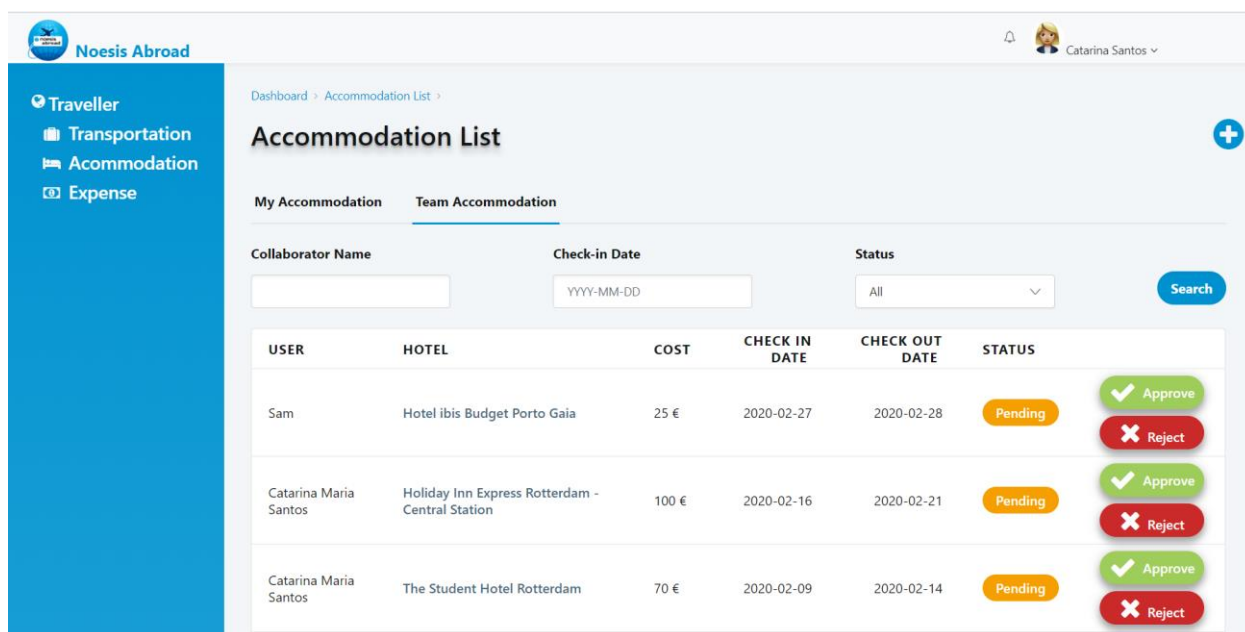 Noesis Abroad
Catarina Santos
Traveller
Transportation
Acommodation
Expense
Dashboard > Accommodation List >
Accommodation List
My Accommodation Team Accommodation
Collaborator Name Check-in Date Status
YYYY-MM-DD All Search
USER HOTEL COST CHECK IN DATE CHECK OUT DATE STATUS
Sam Hotel ibis Budget Porto Gaia 25 € 2020-02-27 2020-02-28 Pending
Approve
Reject
Catarina Maria Santos Holiday Inn Express Rotterdam - Central Station 100 € 2020-02-16 2020-02-21 Pending
Approve
Reject
Catarina Maria Santos The Student Hotel Rotterdam 70 € 2020-02-09 2020-02-14 Pending
Approve
Reject